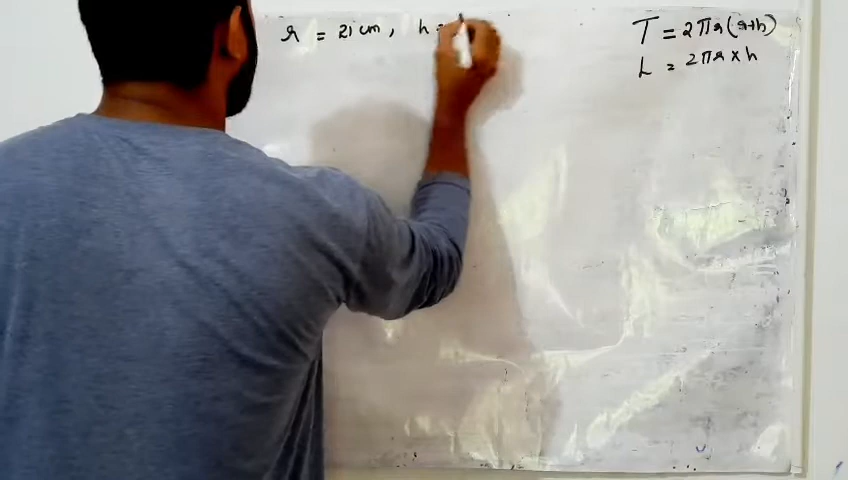 r = 21 cm, h =
T = 2πr(r+h)
L = 2πr × h